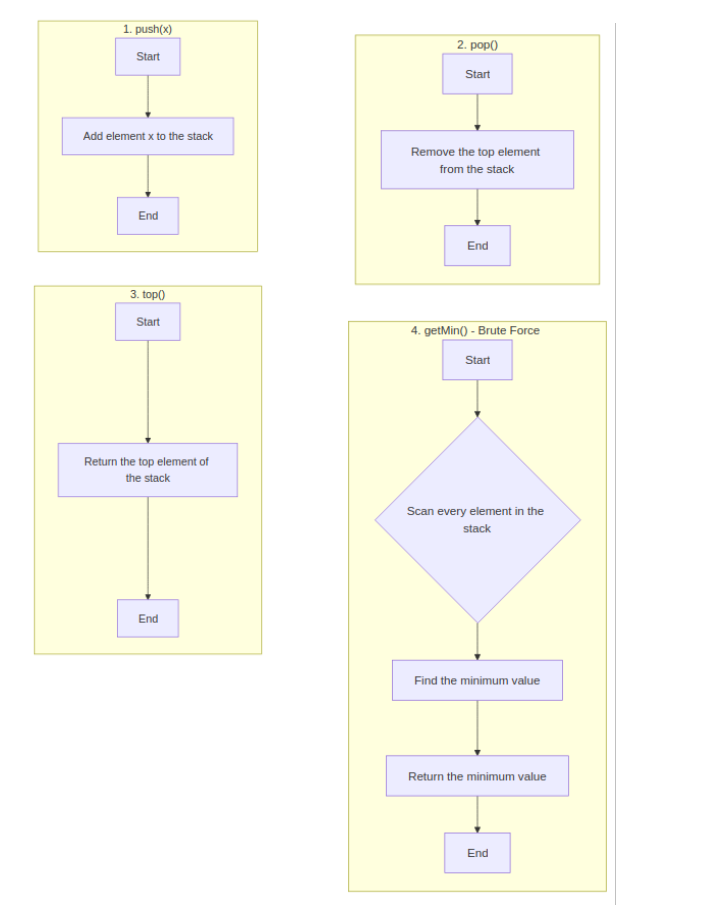 1. push(x)
Start
Add element x to the stack
End
2. pop()
Start
Remove the top element
from the stack
End
3. top()
Start
Return the top element of
the stack
End
4. getMin() - Brute Force
Start
Scan every element in the
stack
Find the minimum value
Return the minimum value
End